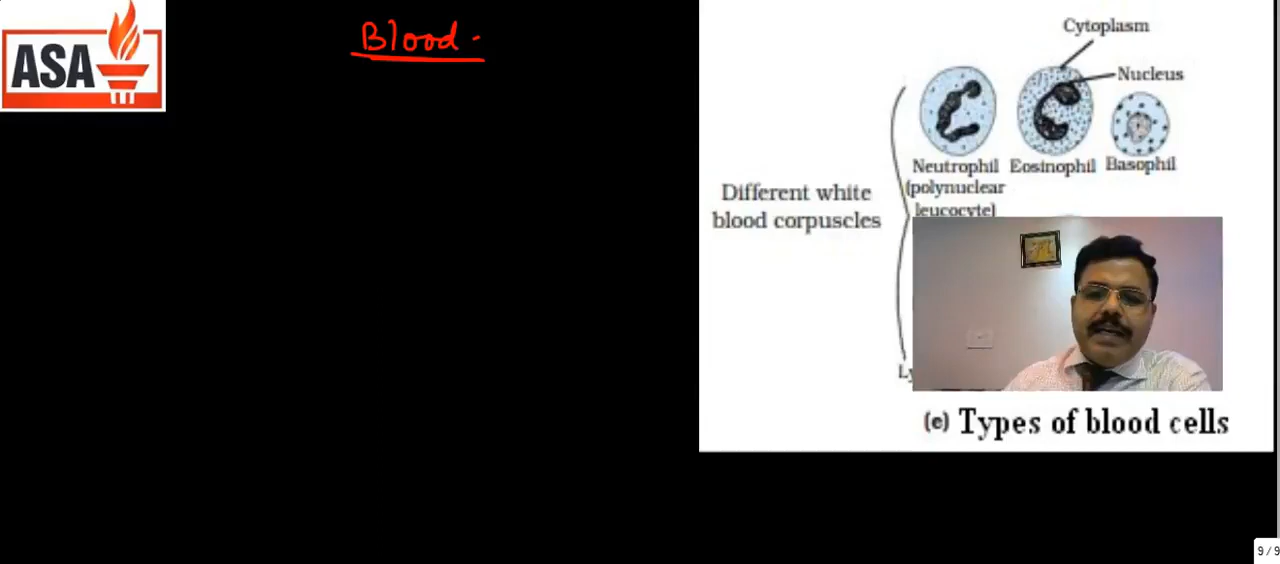 ASA
Blood.
Cytoplasm
Nucleus
Neutrophil Eosinophil Basophil
(polynuclear
leucocyte)
Different white
blood corpuscles
(e) Types of blood cells
9 / 9